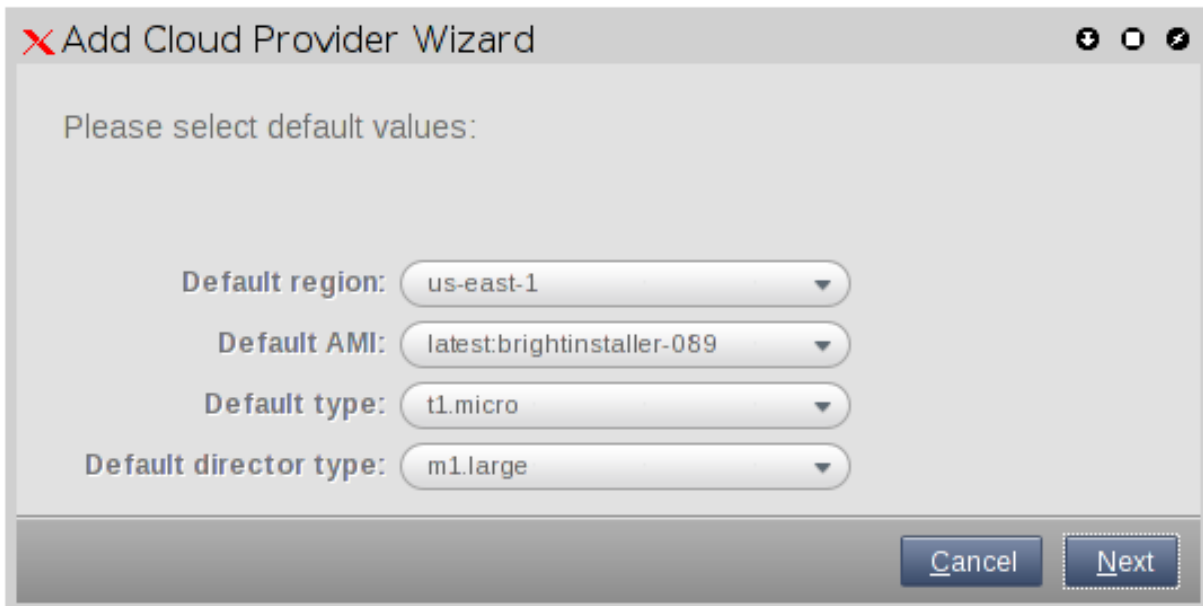 Add Cloud Provider Wizard
Please select default values:
Default region: us-east-1
Default AMI: latest:brightinstaller-089
Default type: t1.micro
Default director type: m1.large
Cancel Next